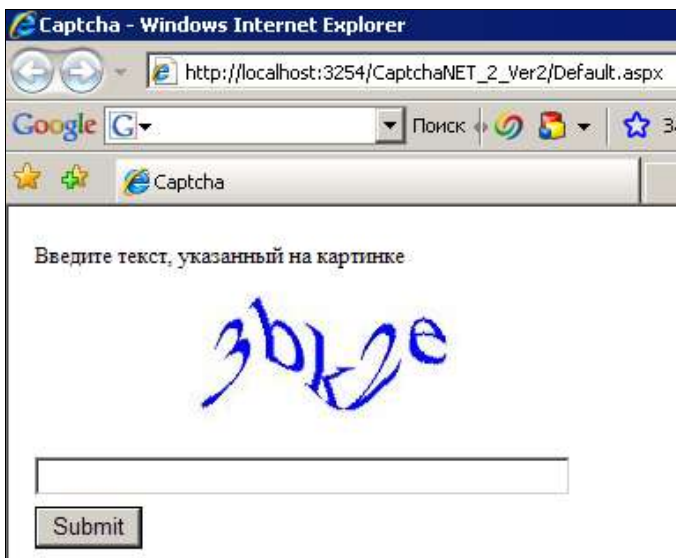 Captcha - Windows Internet Explorer
http://localhost:3254/CaptchaNET_2_Ver2/Default.aspx
Google G Поиск
Captcha
Введите текст, указанный на картинке
3bk2e
Submit